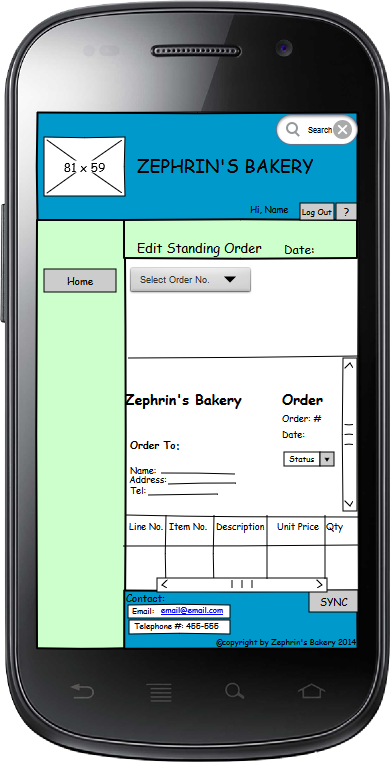 Search
81 x 59
ZEPHRIN'S BAKERY
Hi, Name
Log Out
?
Edit Standing Order Date:
Home
Select Order No.
Zephrin's Bakery Order
Order: #
Date:
Order To:
Status
Name:
Address:
Tel:
Line No. Item No. Description Unit Price Qty
Contact:
SYNC
Email: email@email.com
Telephone #: 455-555
©copyright by Zephrin's Bakery 2014